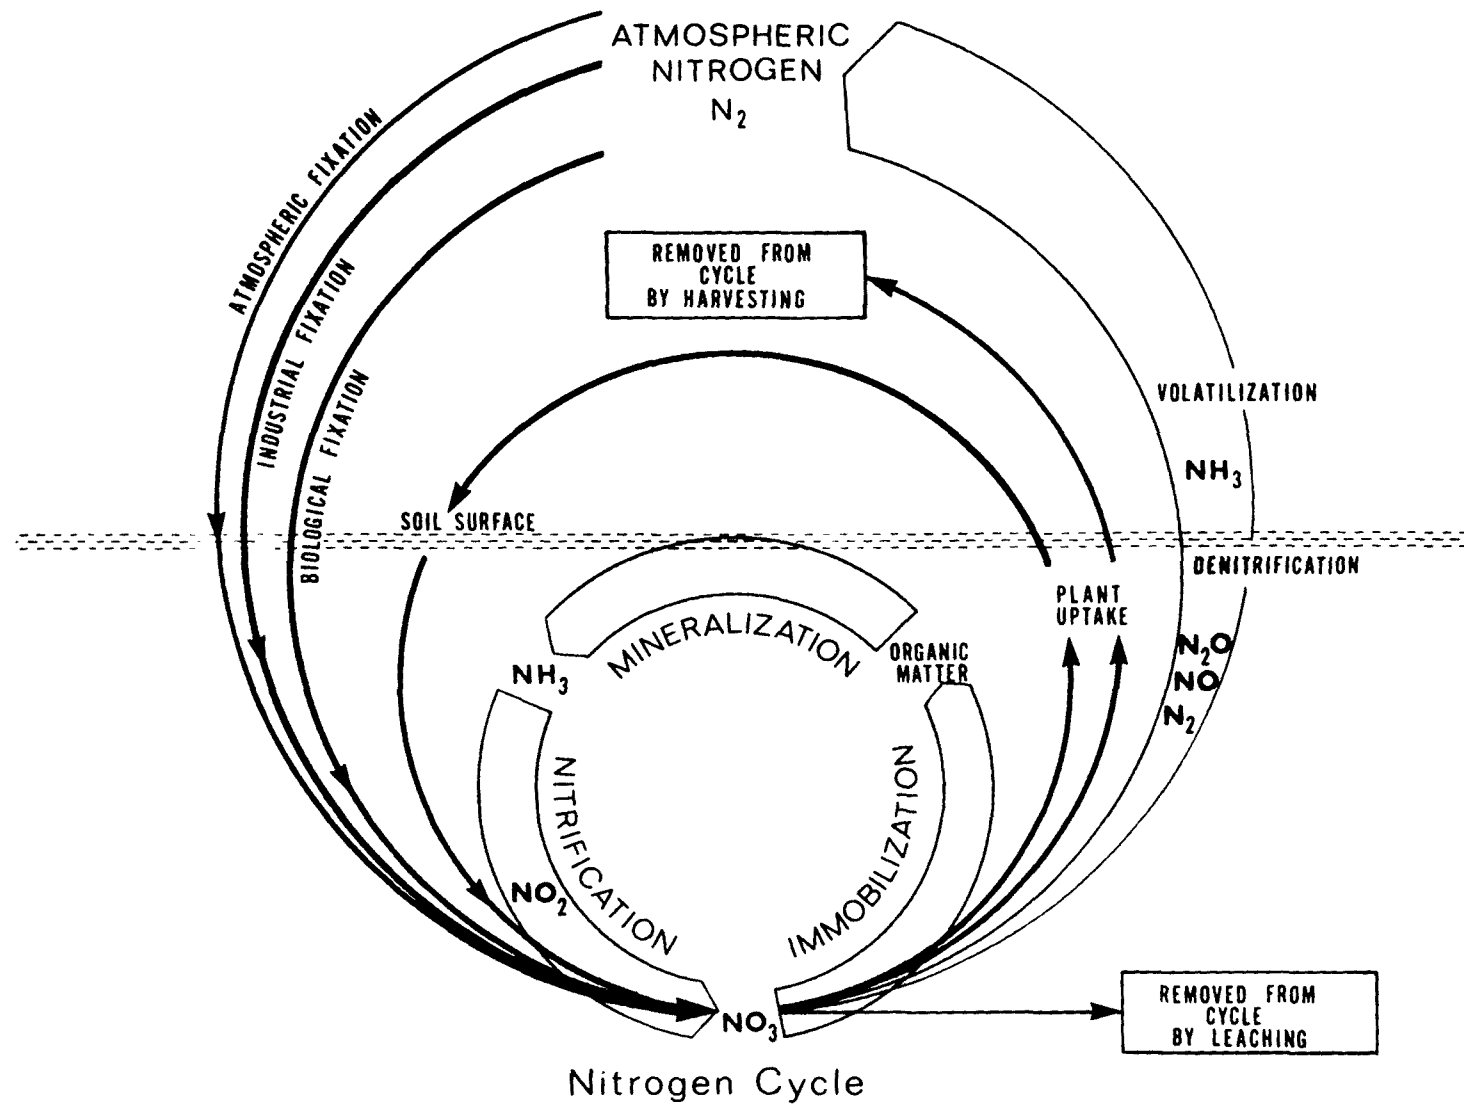 ATMOSPHERIC
NITROGEN
N2
ATMOSPHERIC FIXATION
INDUSTRIAL FIXATION
BIOLOGICAL FIXATION
REMOVED FROM
CYCLE
BY HARVESTING
VOLATILIZATION
NH3
SOIL SURFACE
DENITRIFICATION
PLANT
UPTAKE
N2O
NO
N2
MINERALIZATION
ORGANIC
MATTER
NH3
NITRIFICATION
NO2
IMMOBILIZATION
NO3
REMOVED FROM
CYCLE
BY LEACHING
Nitrogen Cycle